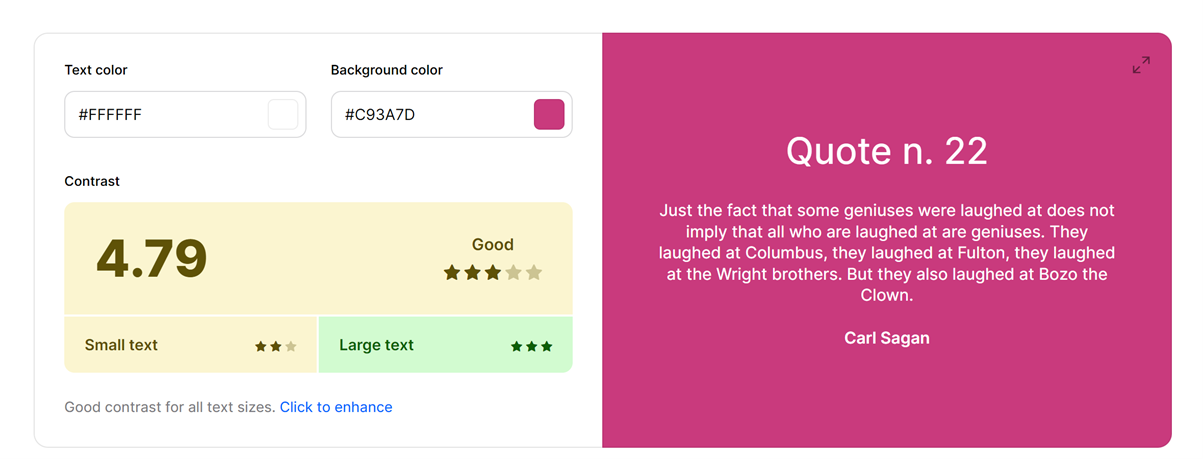 Text color
Background color
#FFFFFF
#C93A7D
Contrast
4.79
Good
Small text
Large text
Good contrast for all text sizes. Click to enhance
Quote n. 22
Just the fact that some geniuses were laughed at does not
imply that all who are laughed at are geniuses. They
laughed at Columbus, they laughed at Fulton, they laughed
at the Wright brothers. But they also laughed at Bozo the
Clown.
Carl Sagan